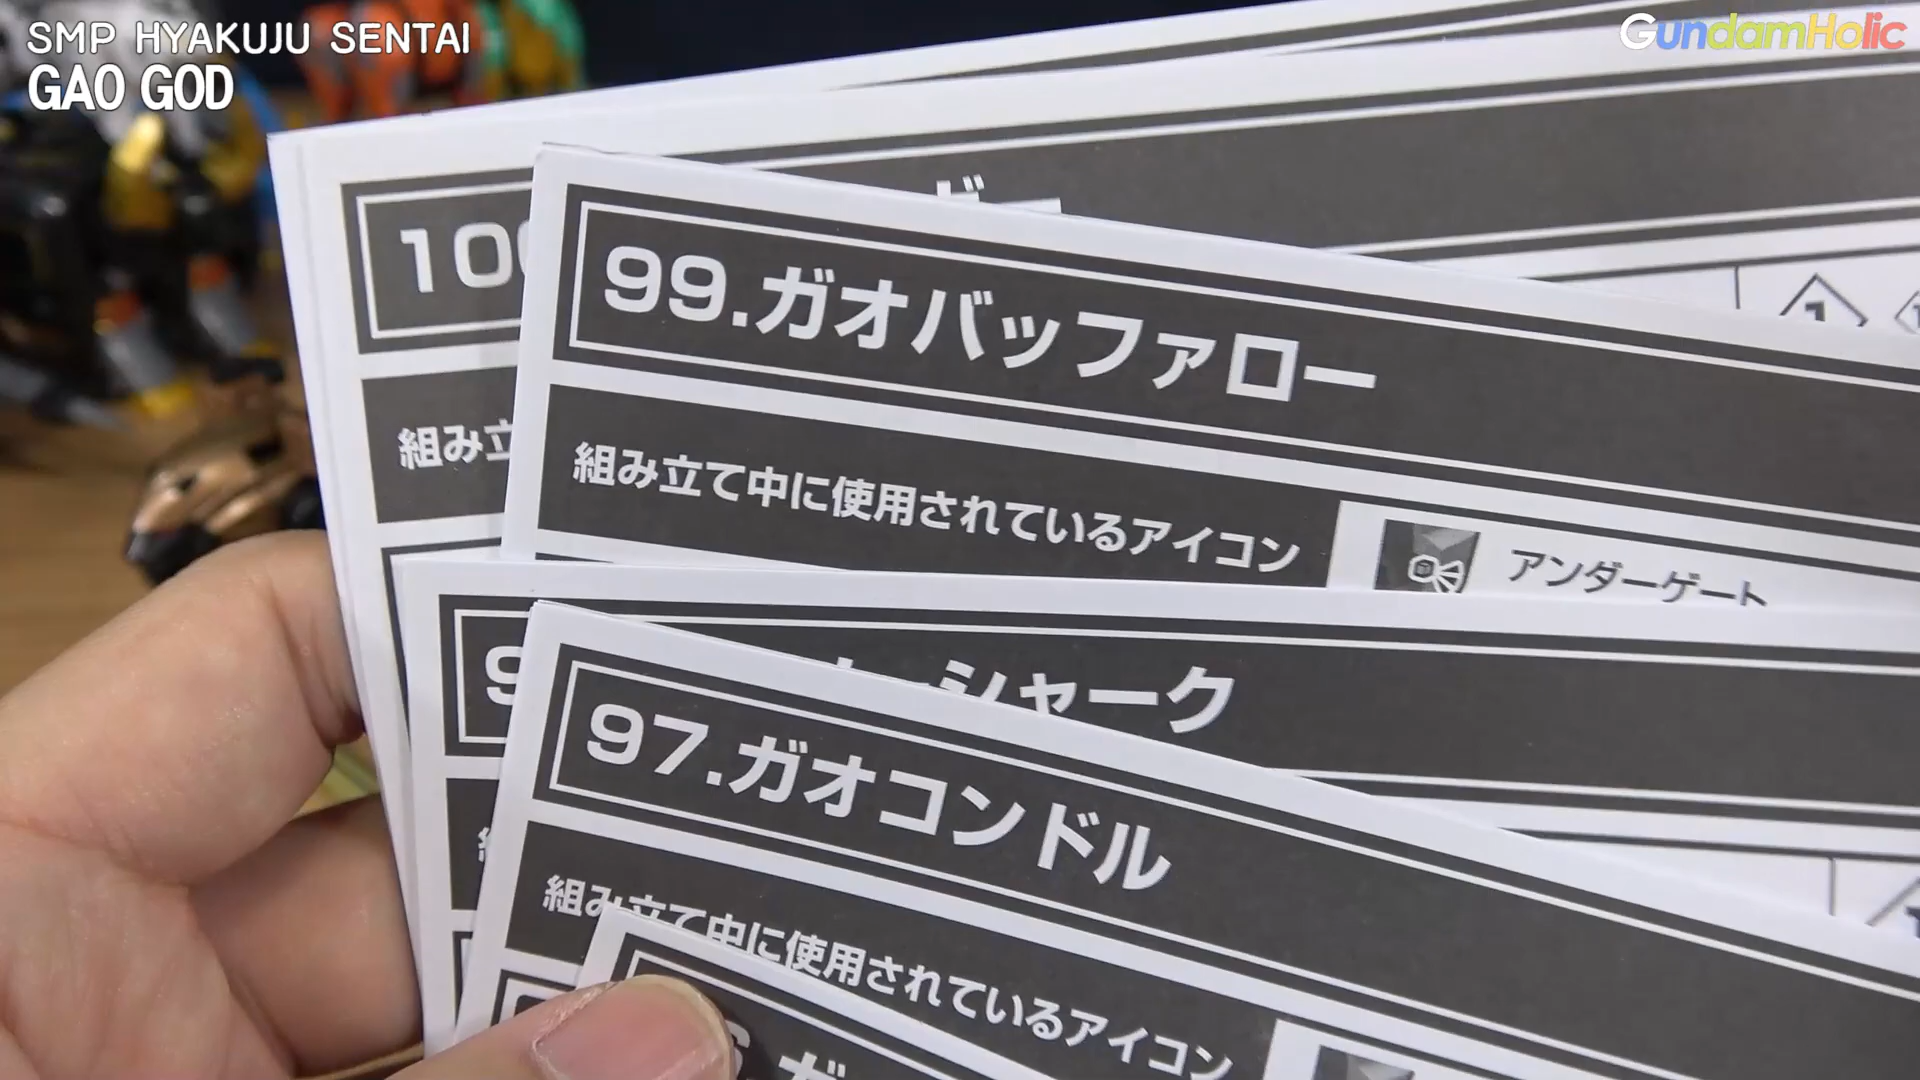 SMP HYAKUJU SENTAI
GAO GOD
GundamHolic
99.ガオバッファロー
組み立て中に使用されているアイコン
アンダーゲート
シャーク
97.ガオコンドル
組み立て中に使用されているアイコン